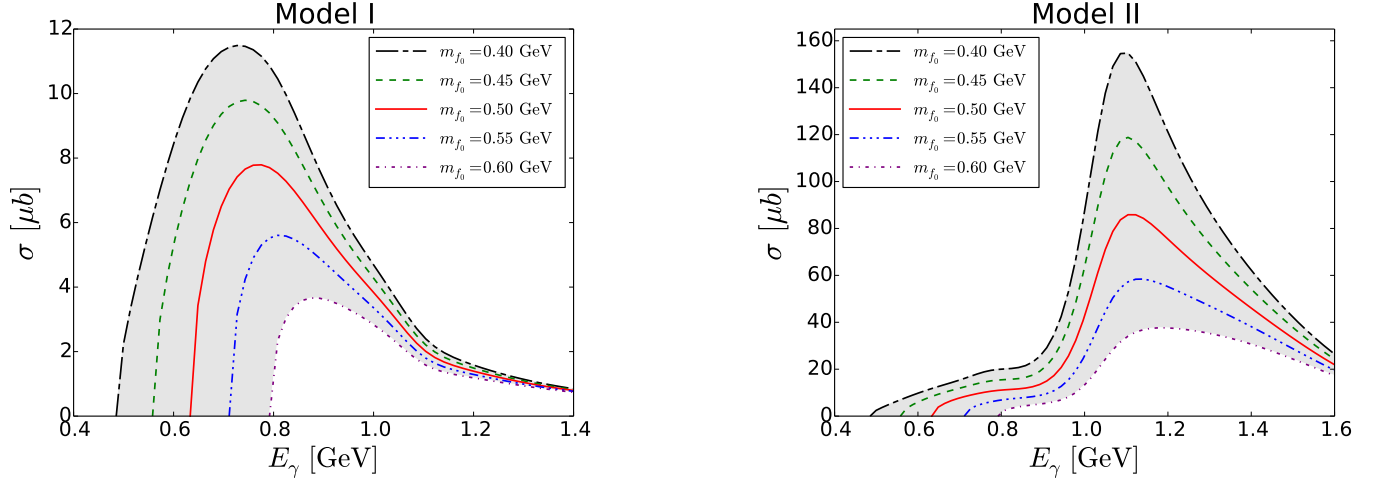 Model I
12
10
8
6
4
2
0
σ [μb]
m_{f_0}=0.40 GeV
m_{f_0}=0.45 GeV
m_{f_0}=0.50 GeV
m_{f_0}=0.55 GeV
m_{f_0}=0.60 GeV
0.4 0.6 0.8 1.0 1.2 1.4
E_γ [GeV]
Model II
160
140
120
100
80
60
40
20
0
σ [μb]
m_{f_0}=0.40 GeV
m_{f_0}=0.45 GeV
m_{f_0}=0.50 GeV
m_{f_0}=0.55 GeV
m_{f_0}=0.60 GeV
0.4 0.6 0.8 1.0 1.2 1.4 1.6
E_γ [GeV]